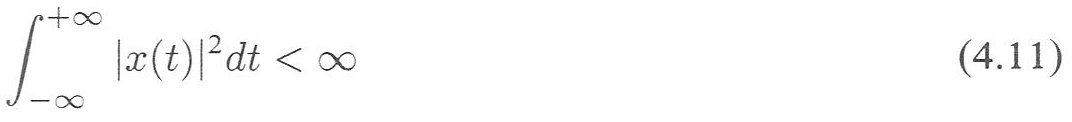 ∫_{-∞}^{+∞} |x(t)|² dt < ∞ (4.11)